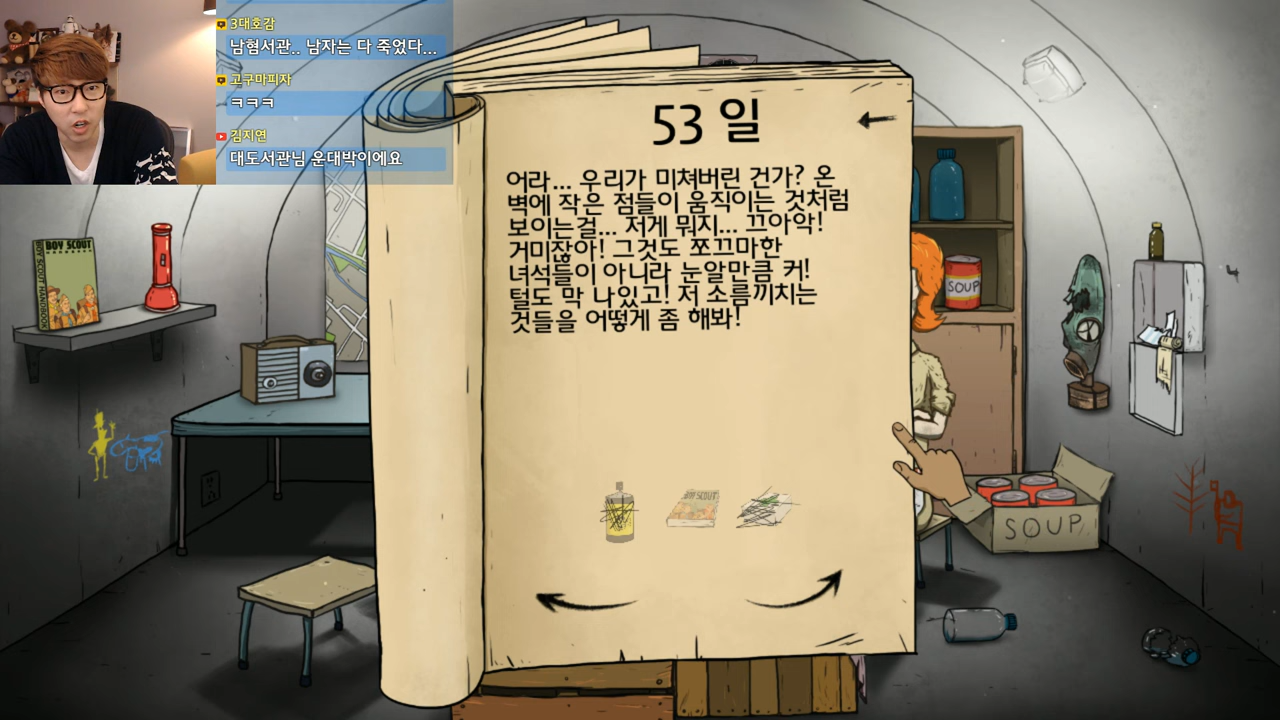 3대호감
남혐서관.. 남자는 다 죽었다...
고구마피자
ㅋㅋㅋ
김지연
대도서관님 운대박이에요
53 일
어라... 우리가 미쳐버린 건가? 온
벽에 작은 점들이 움직이는 것처럼
보이는걸... 저게 뭐지... 끄아악!
거미잖아! 그것도 쪼끄마한
녀석들이 아니라 눈알만큼 커!
털도 막 나있고! 저 소름끼치는
것들을 어떻게 좀 해봐!
BOY SCOUT
BOY SCOUT HANDBOOK
SOUP
BOY SCOUT
SOUP